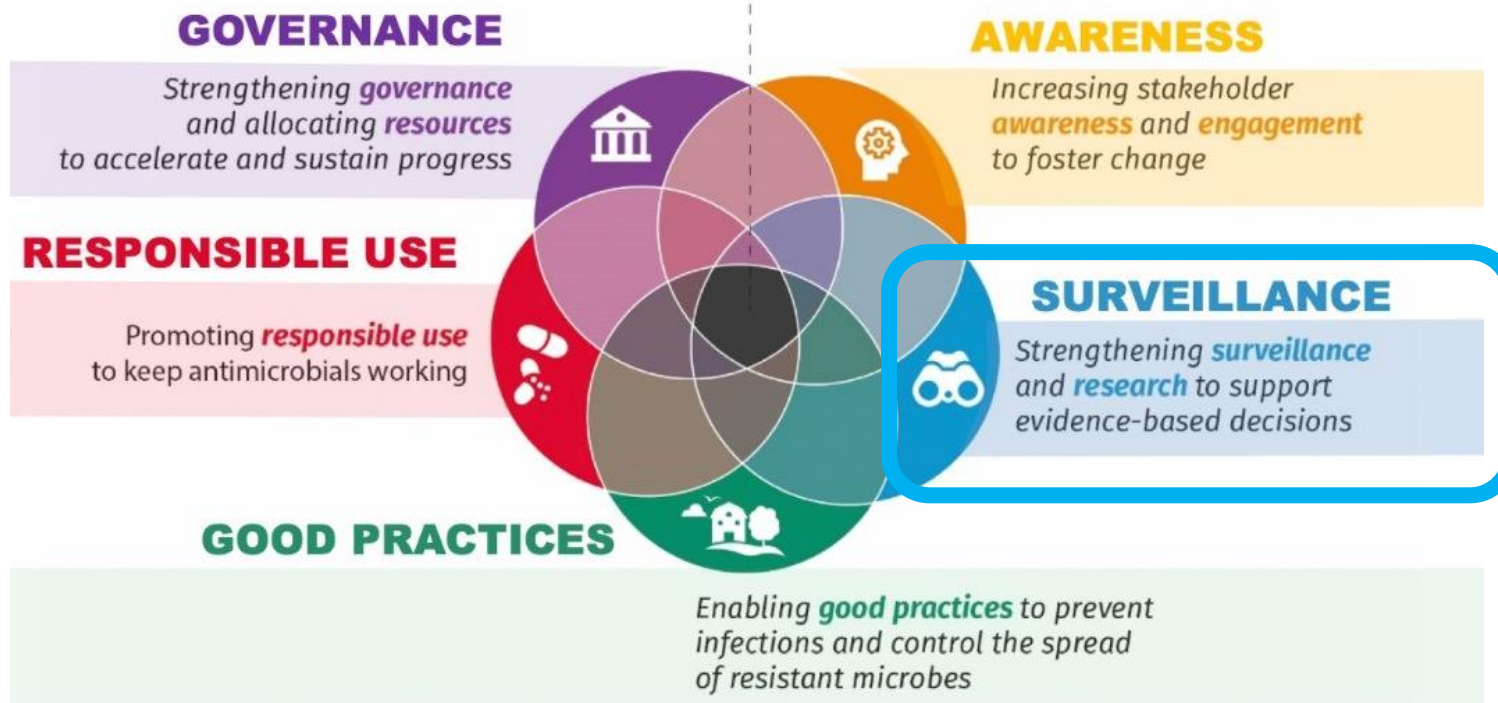 GOVERNANCE
Strengthening governance
and allocating resources
to accelerate and sustain progress
AWARENESS
Increasing stakeholder
awareness and engagement
to foster change
RESPONSIBLE USE
Promoting responsible use
to keep antimicrobials working
SURVEILLANCE
Strengthening surveillance
and research to support
evidence-based decisions
GOOD PRACTICES
Enabling good practices to prevent
infections and control the spread
of resistant microbes